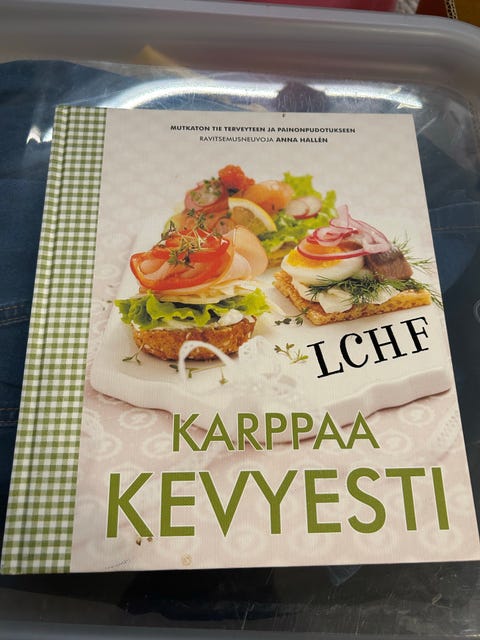 MUTKATON TIE TERVEYTEEN JA PAINONPUDOTUKSEEN
RAVITSEMUSNEUVOJA ANNA HALLÉN
LCHF
KARPPAA
KEVYESTI